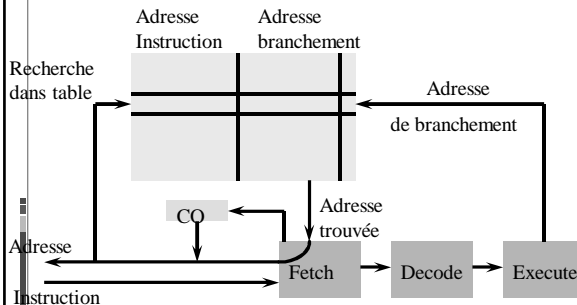 Adresse
Instruction
Adresse
branchement
Recherche
dans table
Adresse
de branchement
CO
Adresse
trouvée
Adresse
Fetch
Decode
Execute
Instruction